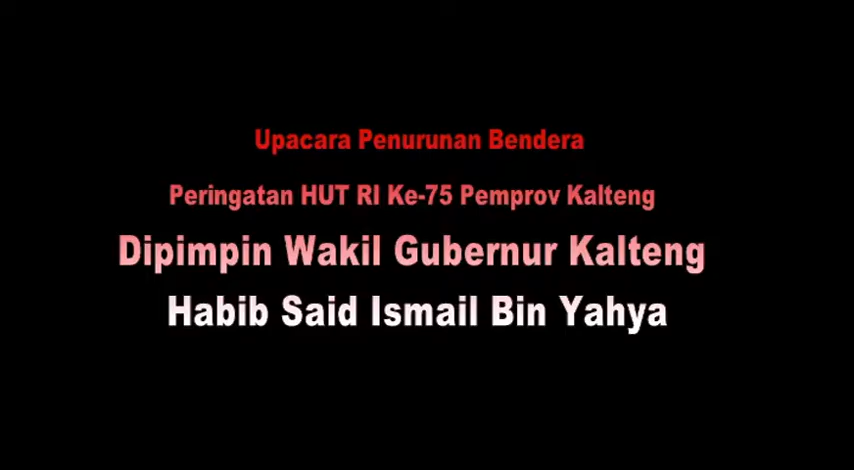 Upacara Penurunan Bendera
Peringatan HUT RI Ke-75 Pemprov Kalteng
Dipimpin Wakil Gubernur Kalteng
Habib Said Ismail Bin Yahya